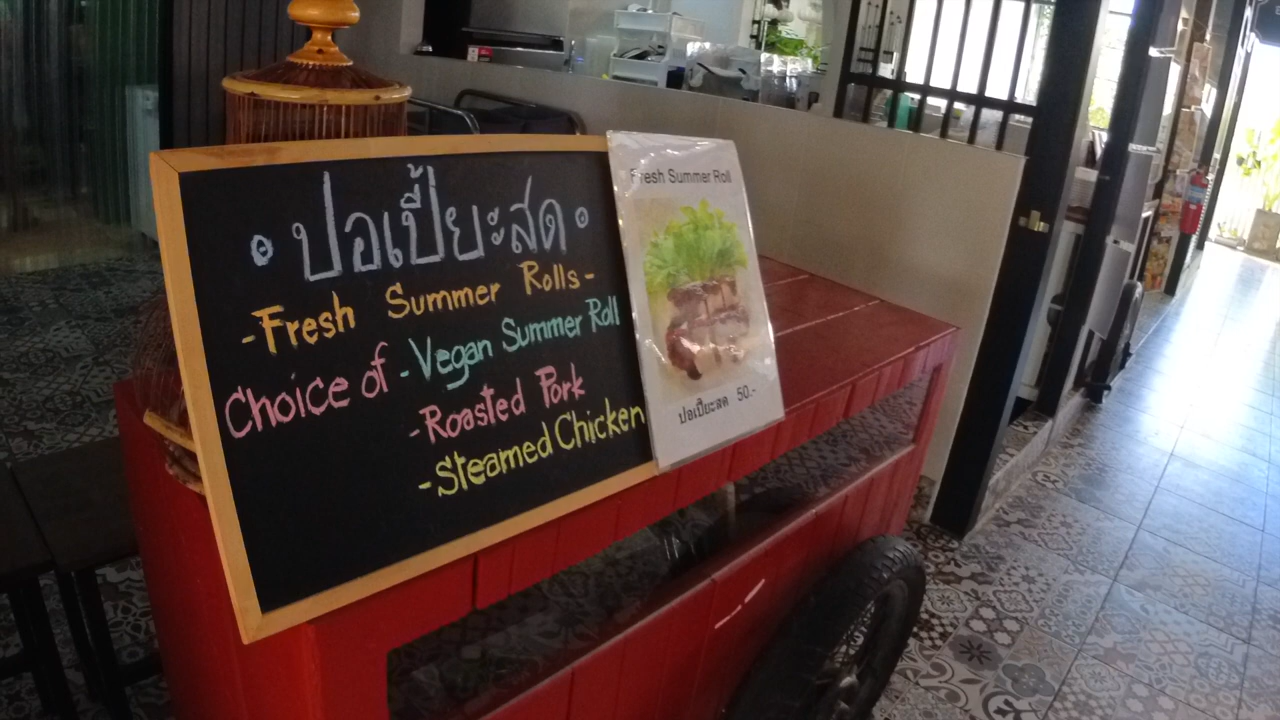 ปอเปี้ยะสด
-Fresh Summer Rolls-
Choice of -Vegan Summer Roll
-Roasted Pork
-Steamed Chicken
Fresh Summer Roll
ปอเปี๊ยะสด 50.-